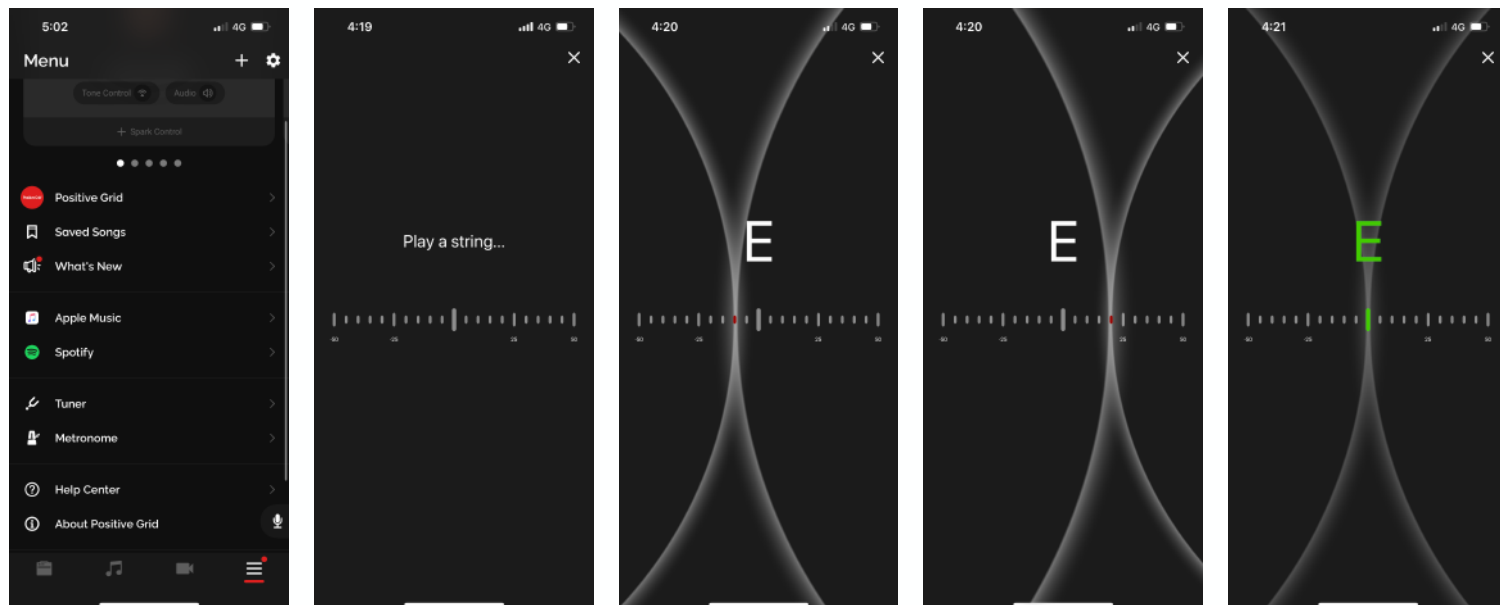 5:02
4G
Menu
Tone Control
Audio
+ Spark Control
Positive Grid
Saved Songs
What's New
Apple Music
Spotify
Tuner
Metronome
Help Center
About Positive Grid
4:19
4G
Play a string...
-50 -25 25 50
4:20
4G
E
-50 -25 25 50
4:20
4G
E
-50 -25 25 50
4:21
4G
E
-50 -25 25 50